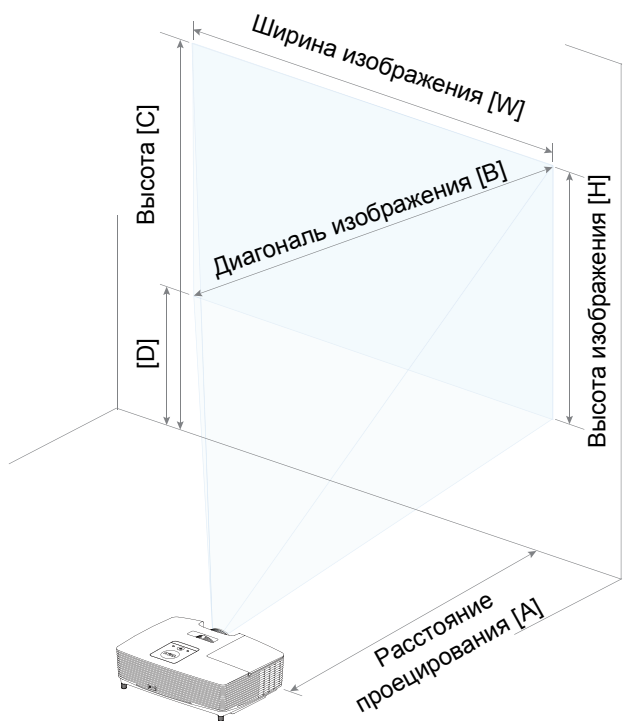 Ширина изображения [W]
Высота [C]
Диагональ изображения [B]
Высота изображения [H]
[D]
Расстояние
проецирования [A]